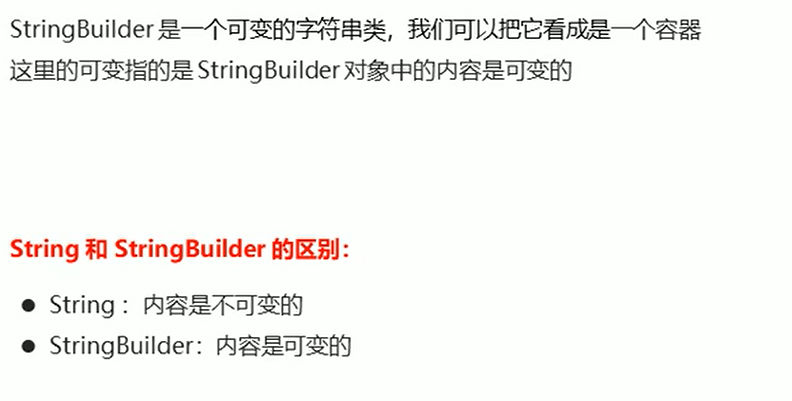 StringBuilder 是一个可变的字符串类，我们可以把它看成是一个容器
这里的可变指的是 StringBuilder 对象中的内容是可变的
String 和 StringBuilder 的区别：
● String ：内容是不可变的
● StringBuilder：内容是可变的